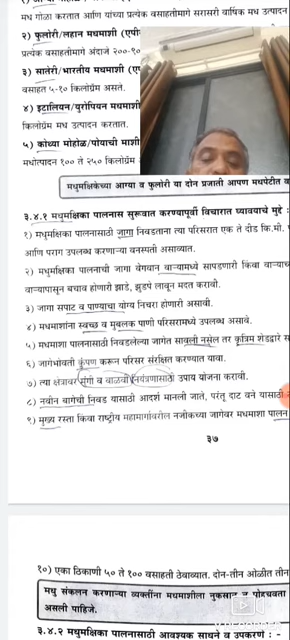 मध गोळा करतात आणि यांच्या प्रत्येक वसाहतीमागे सरासरी वार्षिक मध उत्पादन
२) फुलोरी/लहान मधमाशी
प्रत्येक वसाहतीमागे अंदाजे २००-९०
३) सातेरी/भारतीय मधमाशी
वसाहत ५-१० किलोग्रॅम असते.
४) इटालियन/युरोपियन मधमाशी
किलोग्रॅम मध उत्पादन करतात.
५) कोथ्या मोहोळ/पोयाची माशी
मधोत्पादन १०० ते २५० किलोग्रॅम
मधुमक्षिकेच्या आग्या व फुलोरी या दोन प्रजाती आपण मधपेटीत
३.४.१ मधुमक्षिका पालनास सुरूवात करण्यापूर्वी विचारात घ्यावयाचे मुद्दे :
१) मधुमक्षिका पालनासाठी जागा निवडताना त्या परिसरात एक ते दीड कि.मी.
आणि पराग उपलब्ध करणाऱ्या वनस्पती असाव्यात.
२) मधुमक्षिका पालनाची जागा वेगवान वाऱ्यामध्ये सापडणारी किंवा
वाऱ्यापासून बचाव होणारी झाडे, झुडपे लावून मदत करावी.
३) जागा सपाट व पाण्याचा योग्य निचरा होणारी असावी.
४) मधमाशांना स्वच्छ व मुबलक पाणी परिसरामध्ये उपलब्ध असावे.
५) मधमाशा पालनासाठी निवडलेल्या जागेत सावली नसेल तर कृत्रिम शेडद्वारे
६) जागेभोवती कुंपण करून परिसर संरक्षित करण्यात यावा.
७) त्या क्षेत्रावर मुंगी व वाळवी नियंत्रणासाठी उपाय योजना करावी.
८) नवीन बागेची निवड यासाठी आदर्श मानली जाते, परंतु दाट वने यासाठी
९) मुख्य रस्ता किंवा राष्ट्रीय महामार्गावरील नजीकच्या जागेवर मधमाशा पालन
३७
१०) एका ठिकाणी ५० ते १०० वसाहती ठेवाव्यात. दोन-तीन ओळीत तीन
मधु संकलन करणाऱ्या व्यक्तींना मधमाशीला नुकसान न पोहचवता
असली पाहिजे.
३.४.२ मधुमक्षिका पालनासाठी आवश्यक साधने व उपकरणे : -